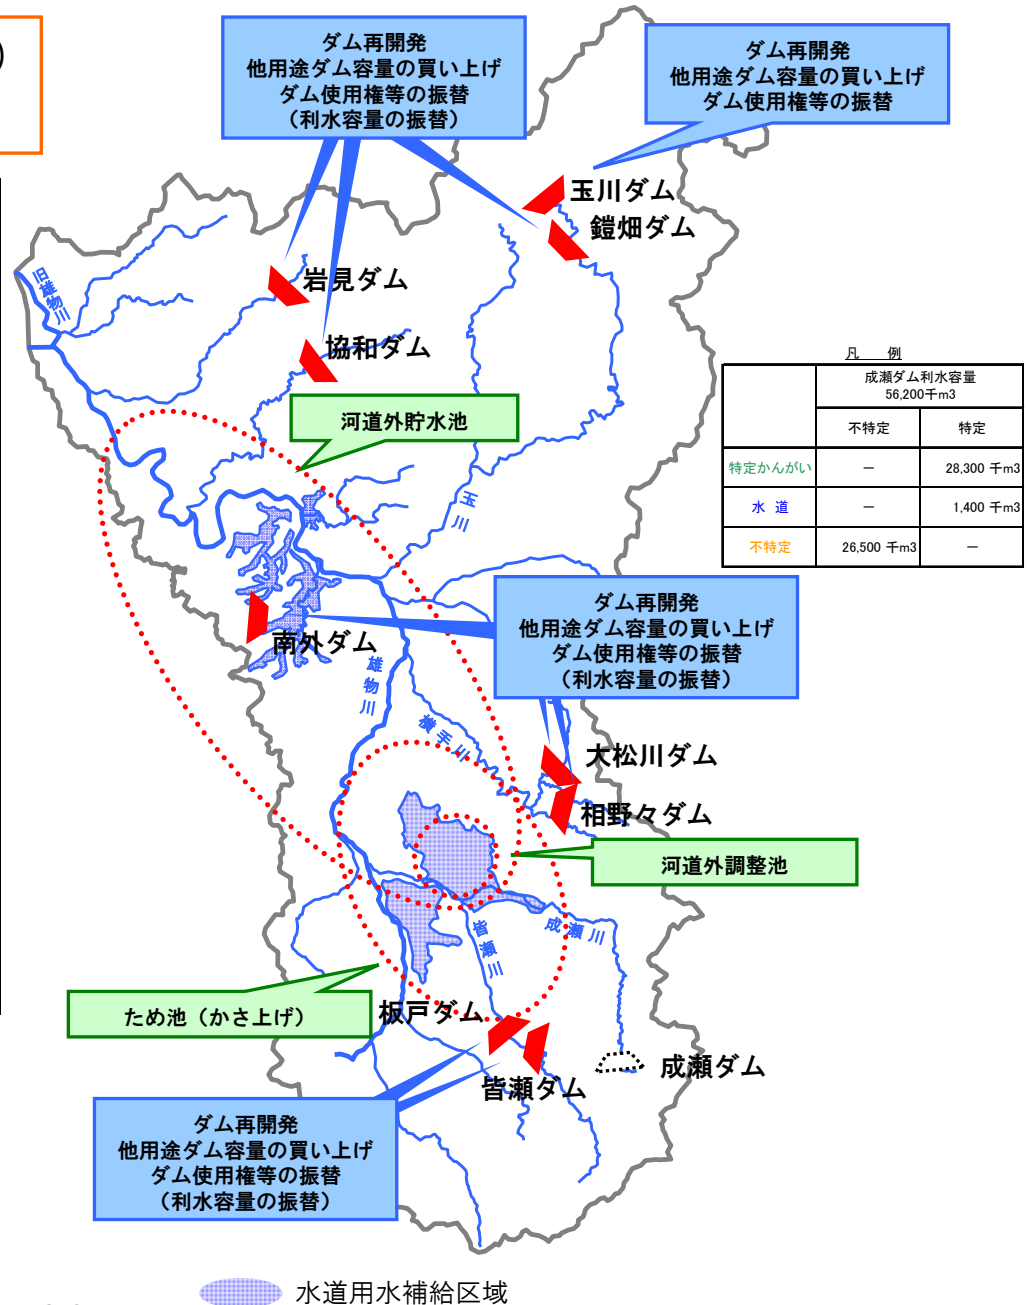 )
ダム再開発
他用途ダム容量の買い上げ
ダム使用権等の振替
（利水容量の振替）
ダム再開発
他用途ダム容量の買い上げ
ダム使用権等の振替
玉川ダム
鎧畑ダム
岩見ダム
旧雄物川
協和ダム
凡　例
成瀬ダム利水容量
56,200千m3
不特定 特定
特定かんがい － 28,300 千m3
水 道 － 1,400 千m3
不特定 26,500 千m3 －
河道外貯水池
玉川
ダム再開発
他用途ダム容量の買い上げ
ダム使用権等の振替
（利水容量の振替）
南外ダム
雄物川
横手川
大松川ダム
相野々ダム
河道外調整池
成瀬川
皆瀬川
ため池（かさ上げ）
板戸ダム
成瀬ダム
皆瀬ダム
ダム再開発
他用途ダム容量の買い上げ
ダム使用権等の振替
（利水容量の振替）
水道用水補給区域